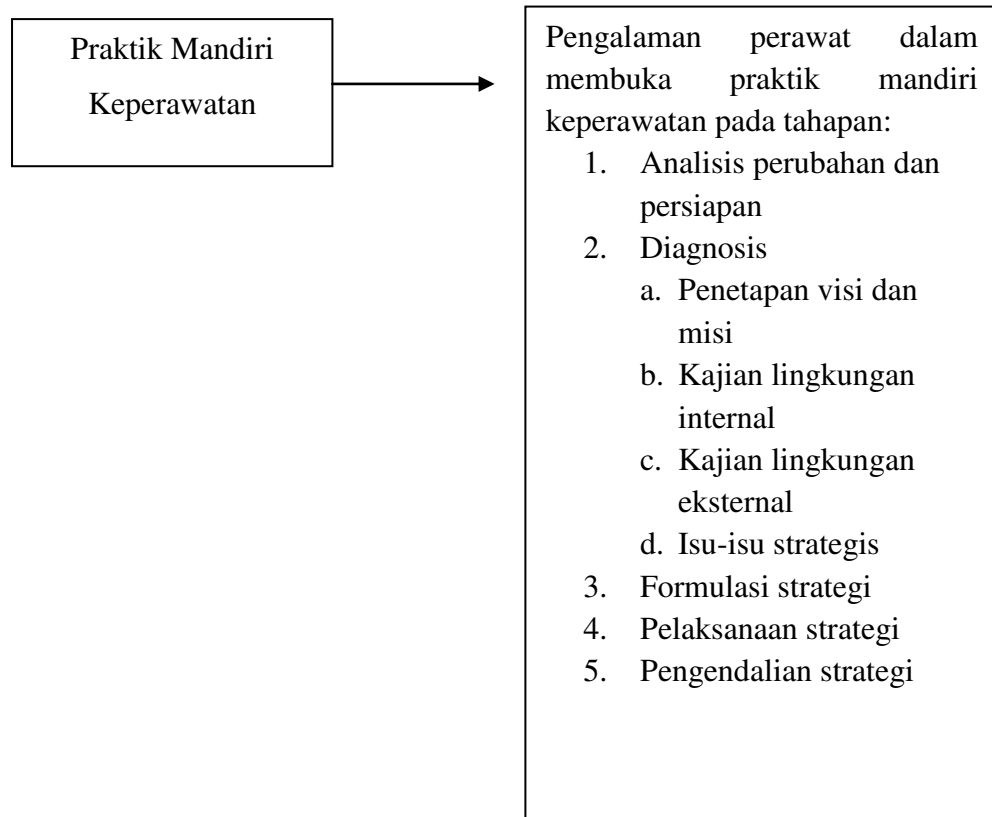 Praktik Mandiri
Keperawatan
Pengalaman perawat dalam
membuka praktik mandiri
keperawatan pada tahapan:
1. Analisis perubahan dan
persiapan
2. Diagnosis
a. Penetapan visi dan
misi
b. Kajian lingkungan
internal
c. Kajian lingkungan
eksternal
d. Isu-isu strategis
3. Formulasi strategi
4. Pelaksanaan strategi
5. Pengendalian strategi